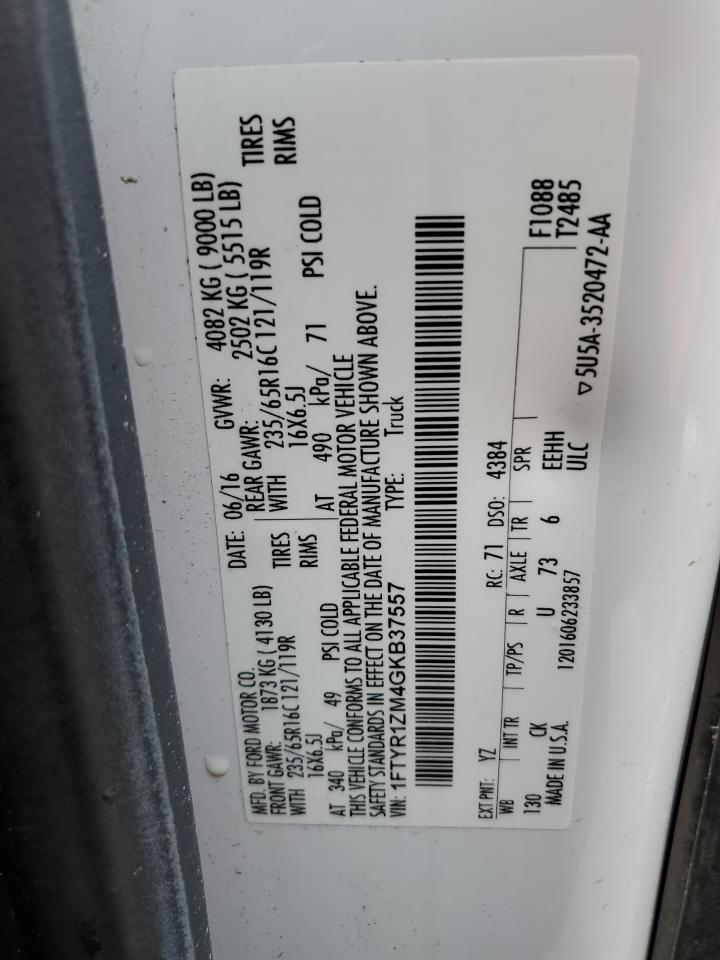 MFD. BY FORD MOTOR CO.
DATE: 06/16 GVWR: 4082 KG ( 9000 LB)
FRONT GAWR: 1873 KG ( 4130 LB) REAR GAWR: 2502 KG ( 5515 LB)
WITH 235/65R16C 121/119R TIRES WITH 235/65R16C 121/119R TIRES
16X6.5J RIMS 16X6.5J RIMS
AT 340 kPa/ 49 PSI COLD AT 490 kPa/ 71 PSI COLD
THIS VEHICLE CONFORMS TO ALL APPLICABLE FEDERAL MOTOR VEHICLE
SAFETY STANDARDS IN EFFECT ON THE DATE OF MANUFACTURE SHOWN ABOVE.
VIN: 1FTYR1ZM4GKB37557 TYPE: Truck
EXT PNT: YZ RC: 71 DSO: 4384
WB INT TR TP/PS R AXLE TR SPR F1088
130 CK U 73 6 EEHH T2485
MADE IN U.S.A. 1201606233857 ULC
▽5U5A-3520472-AA